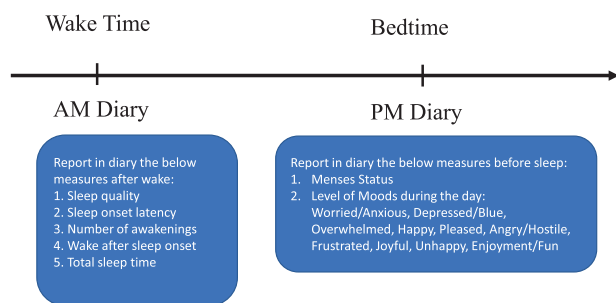 Wake Time
Bedtime
AM Diary
PM Diary
Report in diary the below
measures after wake:
1. Sleep quality
2. Sleep onset latency
3. Number of awakenings
4. Wake after sleep onset
5. Total sleep time
Report in diary the below measures before sleep:
1. Menses Status
2. Level of Moods during the day:
Worried/Anxious, Depressed/Blue,
Overwhelmed, Happy, Pleased, Angry/Hostile,
Frustrated, Joyful, Unhappy, Enjoyment/Fun